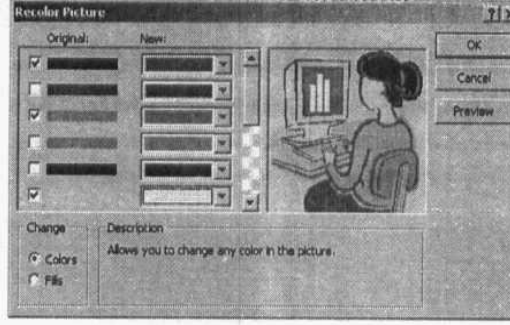 Recolor Picture
Original: New:
OK
Cancel
Preview
Change
Colors
Fills
Description
Allows you to change any color in the picture.